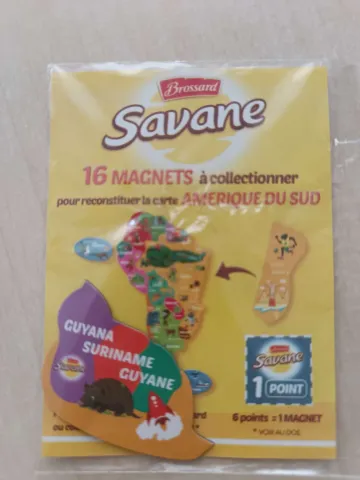 Brossard
Savane
16 MAGNETS à collectionner
pour reconstituer la carte AMÉRIQUE DU SUD
GUYANA
SURINAME
GUYANE
Savane
Savane
1 POINT
6 points = 1 MAGNET
* VOIR AU DOS